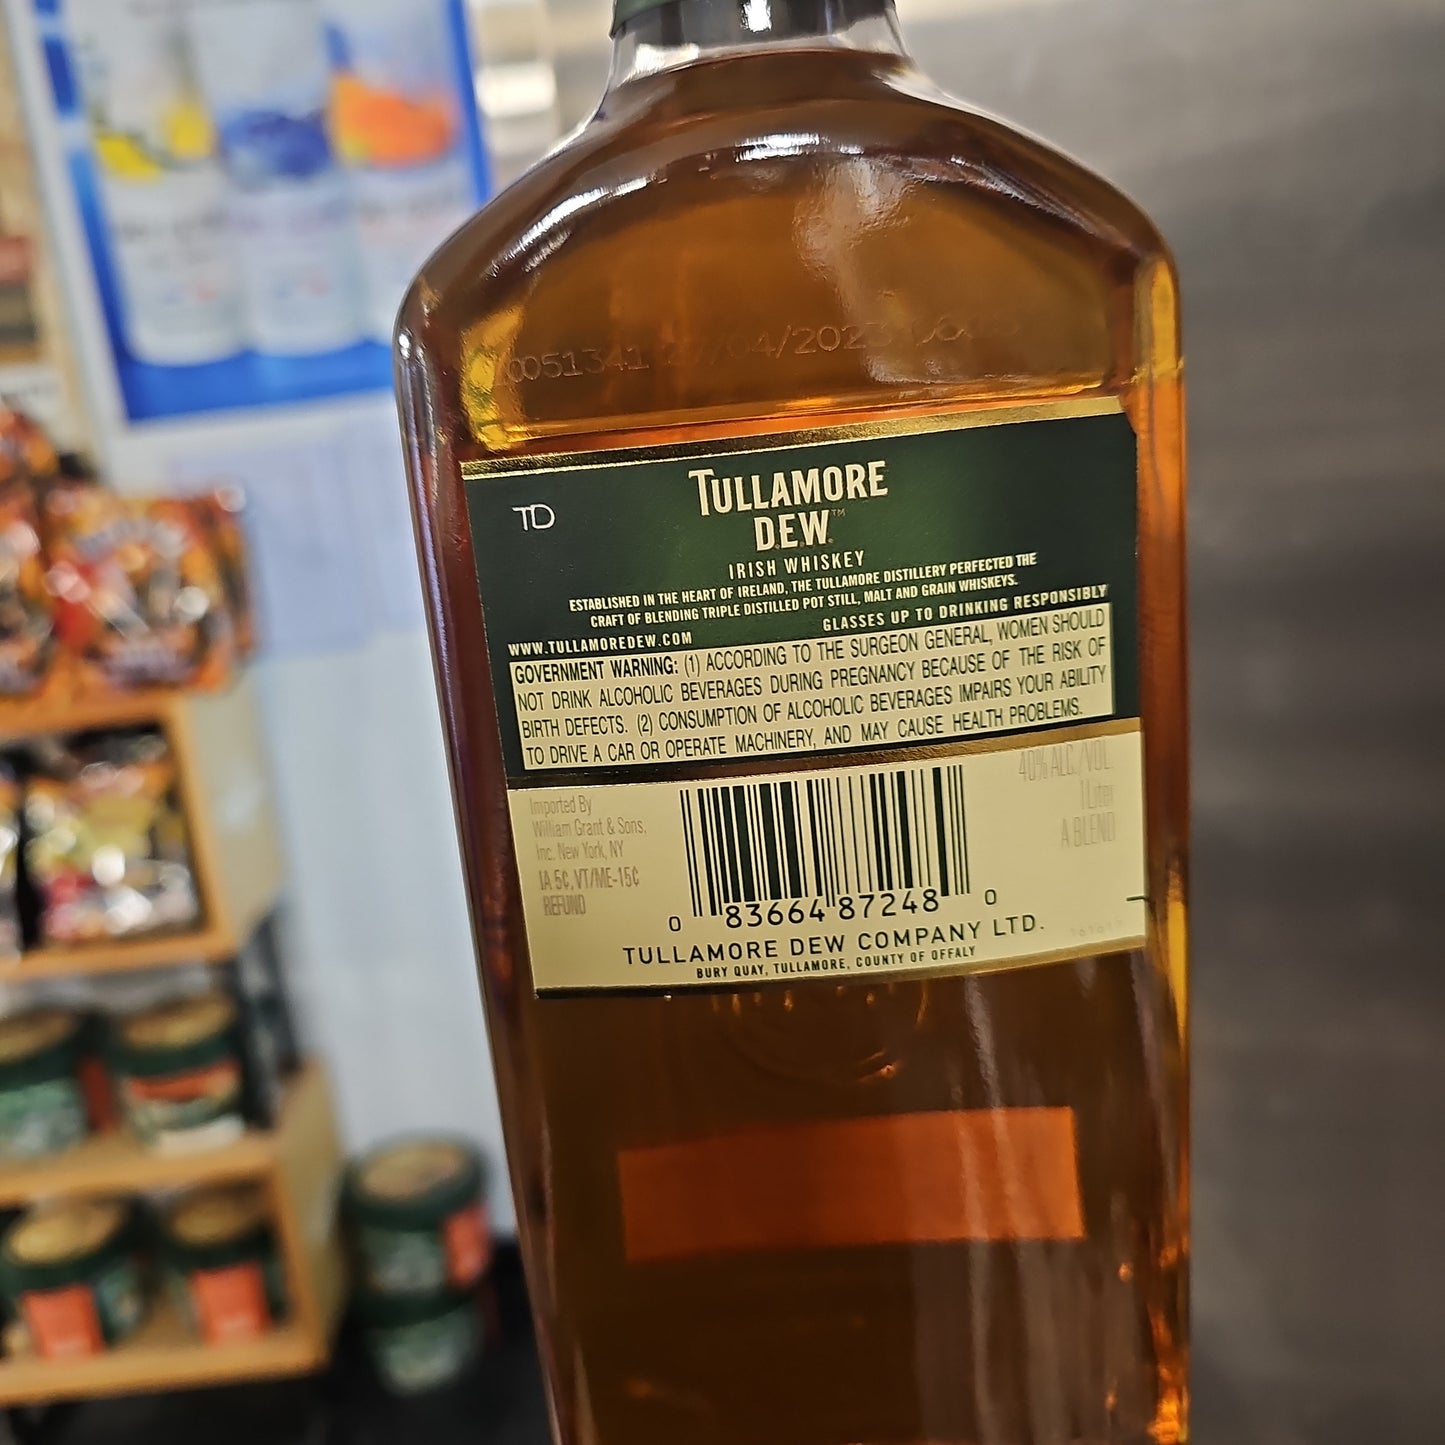 TULLAMORE
DEW™
TD
IRISH WHISKEY
ESTABLISHED IN THE HEART OF IRELAND, THE TULLAMORE DISTILLERY PERFECTED THE
CRAFT OF BLENDING TRIPLE DISTILLED POT STILL, MALT AND GRAIN WHISKEYS.
WWW.TULLAMOREDEW.COM GLASSES UP TO DRINKING RESPONSIBLY
GOVERNMENT WARNING: (1) ACCORDING TO THE SURGEON GENERAL, WOMEN SHOULD
NOT DRINK ALCOHOLIC BEVERAGES DURING PREGNANCY BECAUSE OF THE RISK OF
BIRTH DEFECTS. (2) CONSUMPTION OF ALCOHOLIC BEVERAGES IMPAIRS YOUR ABILITY
TO DRIVE A CAR OR OPERATE MACHINERY, AND MAY CAUSE HEALTH PROBLEMS.
Imported By
William Grant & Sons,
Inc. New York, NY
IA 5¢, VT/ME-15¢
REFUND
40% ALC./VOL.
1 Liter
A BLEND
0 83664 87248 0
TULLAMORE DEW COMPANY LTD.
BURY QUAY, TULLAMORE, COUNTY OF OFFALY